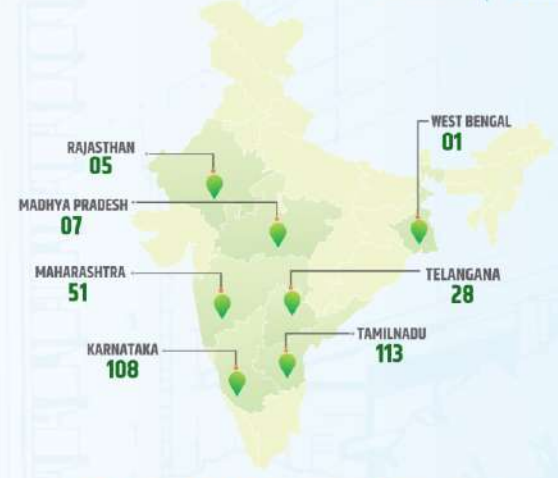 WEST BENGAL
01
RAJASTHAN
05
MADHYA PRADESH
07
MAHARASHTRA
51
TELANGANA
28
TAMILNADU
113
KARNATAKA
108